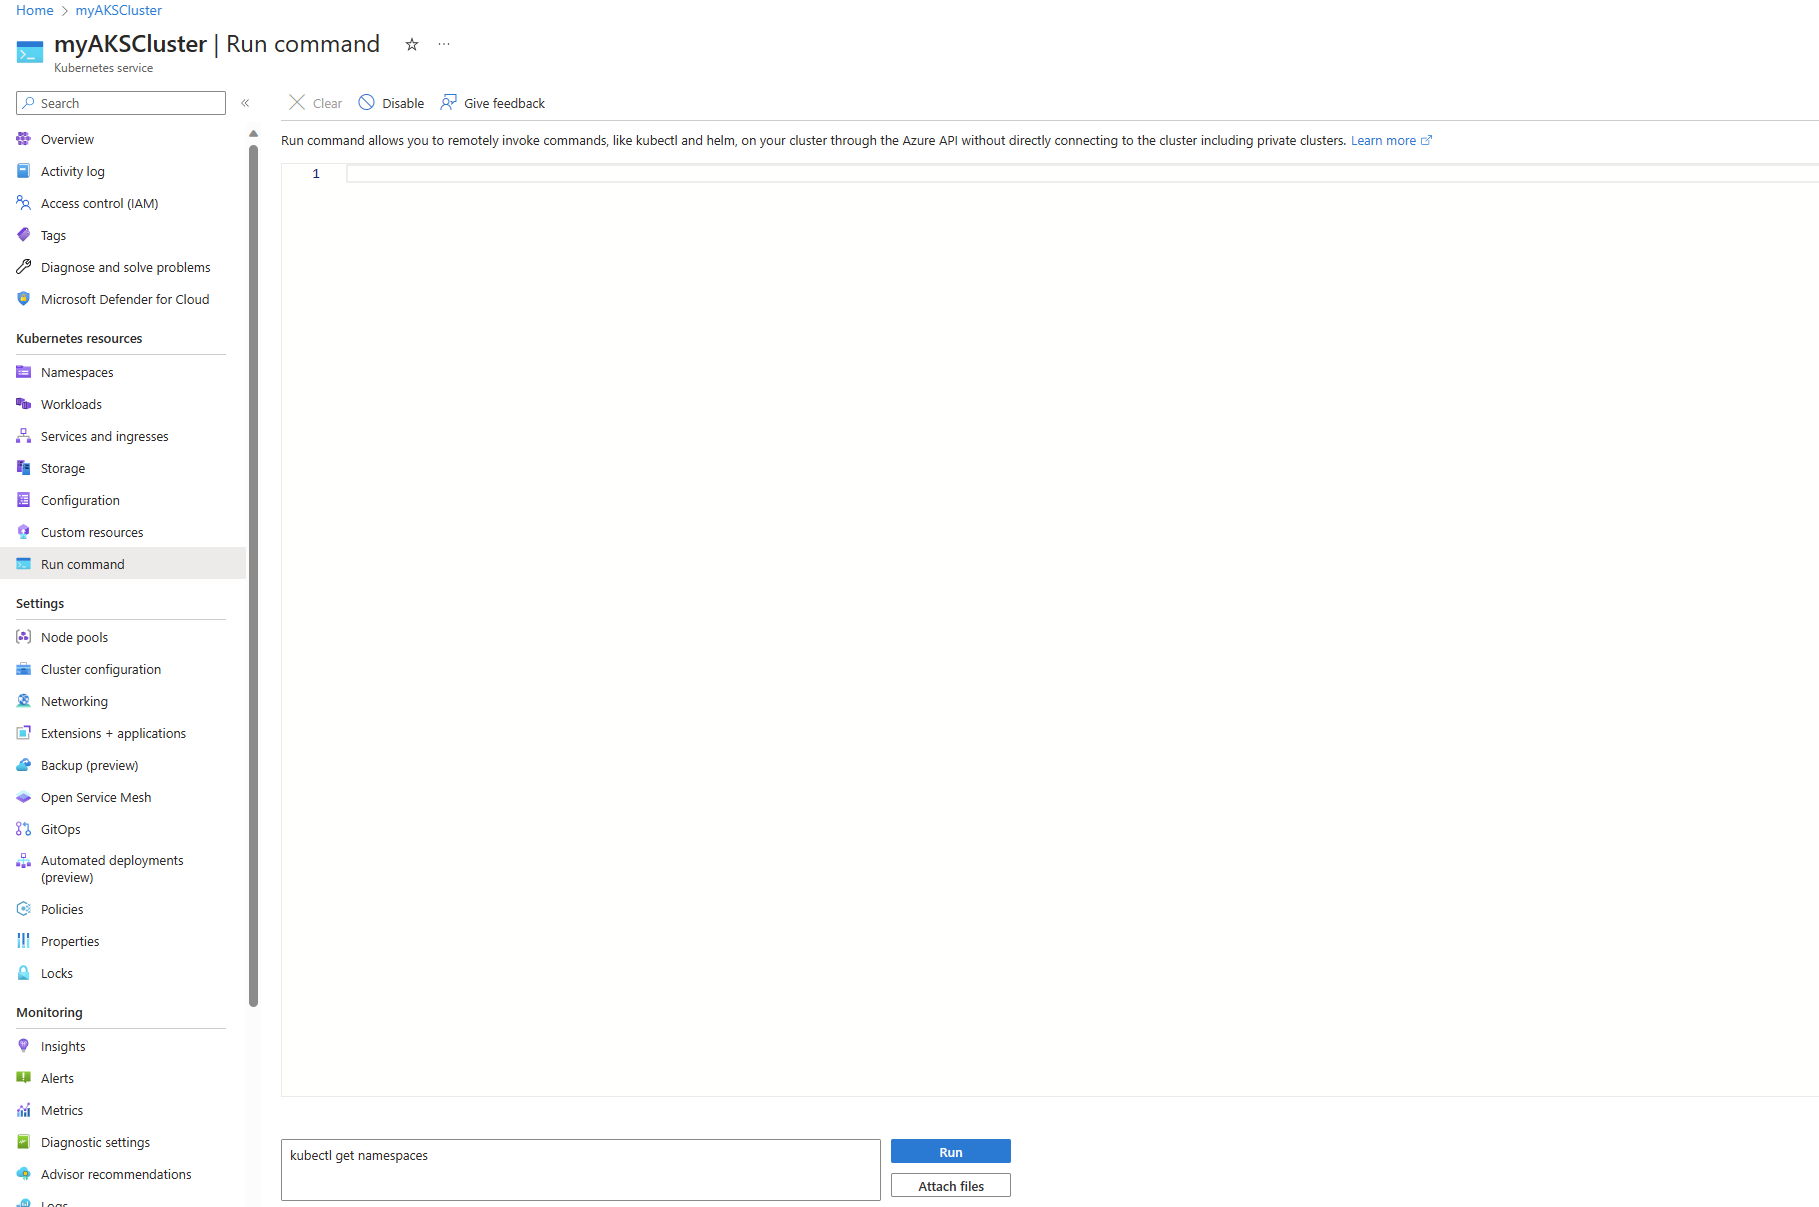 Home > myAKSCluster
myAKSCluster | Run command
Kubernetes service
Search
Overview
Activity log
Access control (IAM)
Tags
Diagnose and solve problems
Microsoft Defender for Cloud
Kubernetes resources
Namespaces
Workloads
Services and ingresses
Storage
Configuration
Custom resources
Run command
Settings
Node pools
Cluster configuration
Networking
Extensions + applications
Backup (preview)
Open Service Mesh
GitOps
Automated deployments
(preview)
Policies
Properties
Locks
Monitoring
Insights
Alerts
Metrics
Diagnostic settings
Advisor recommendations
Logs
Clear Disable Give feedback
Run command allows you to remotely invoke commands, like kubectl and helm, on your cluster through the Azure API without directly connecting to the cluster including private clusters. Learn more
1
kubectl get namespaces
Run
Attach files